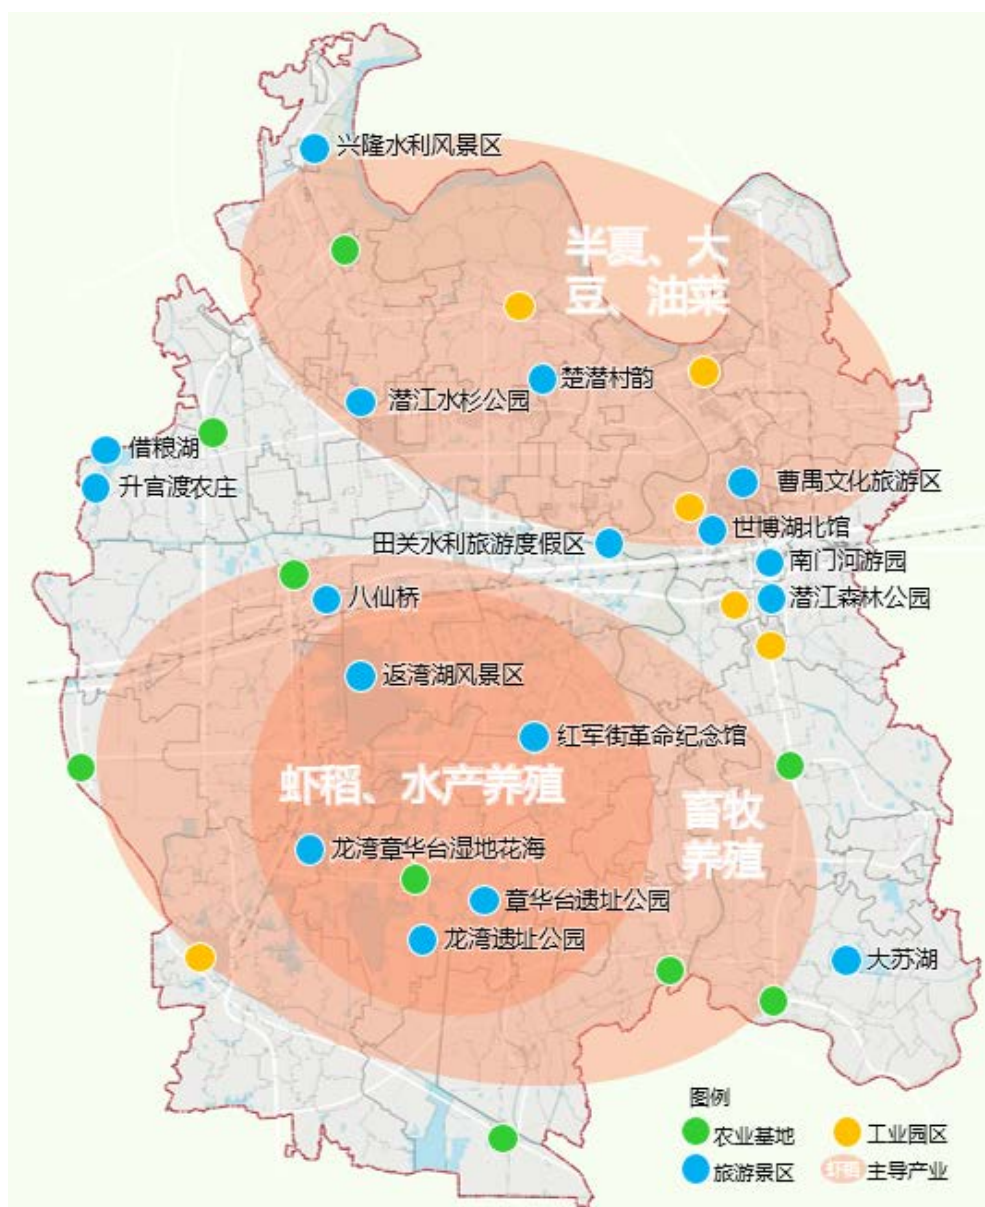 兴隆水利风景区
半夏、大
豆、油菜
楚潜村韵
潜江水杉公园
借粮湖
升官渡农庄
曹禺文化旅游区
世博湖北馆
田关水利旅游度假区
南门河游园
八仙桥
潜江森林公园
返湾湖风景区
红军街革命纪念馆
虾稻、水产养殖
畜牧
养殖
龙湾章华台湿地花海
章华台遗址公园
龙湾遗址公园
大苏湖
图例
农业基地
工业园区
旅游景区
虾稻
主导产业